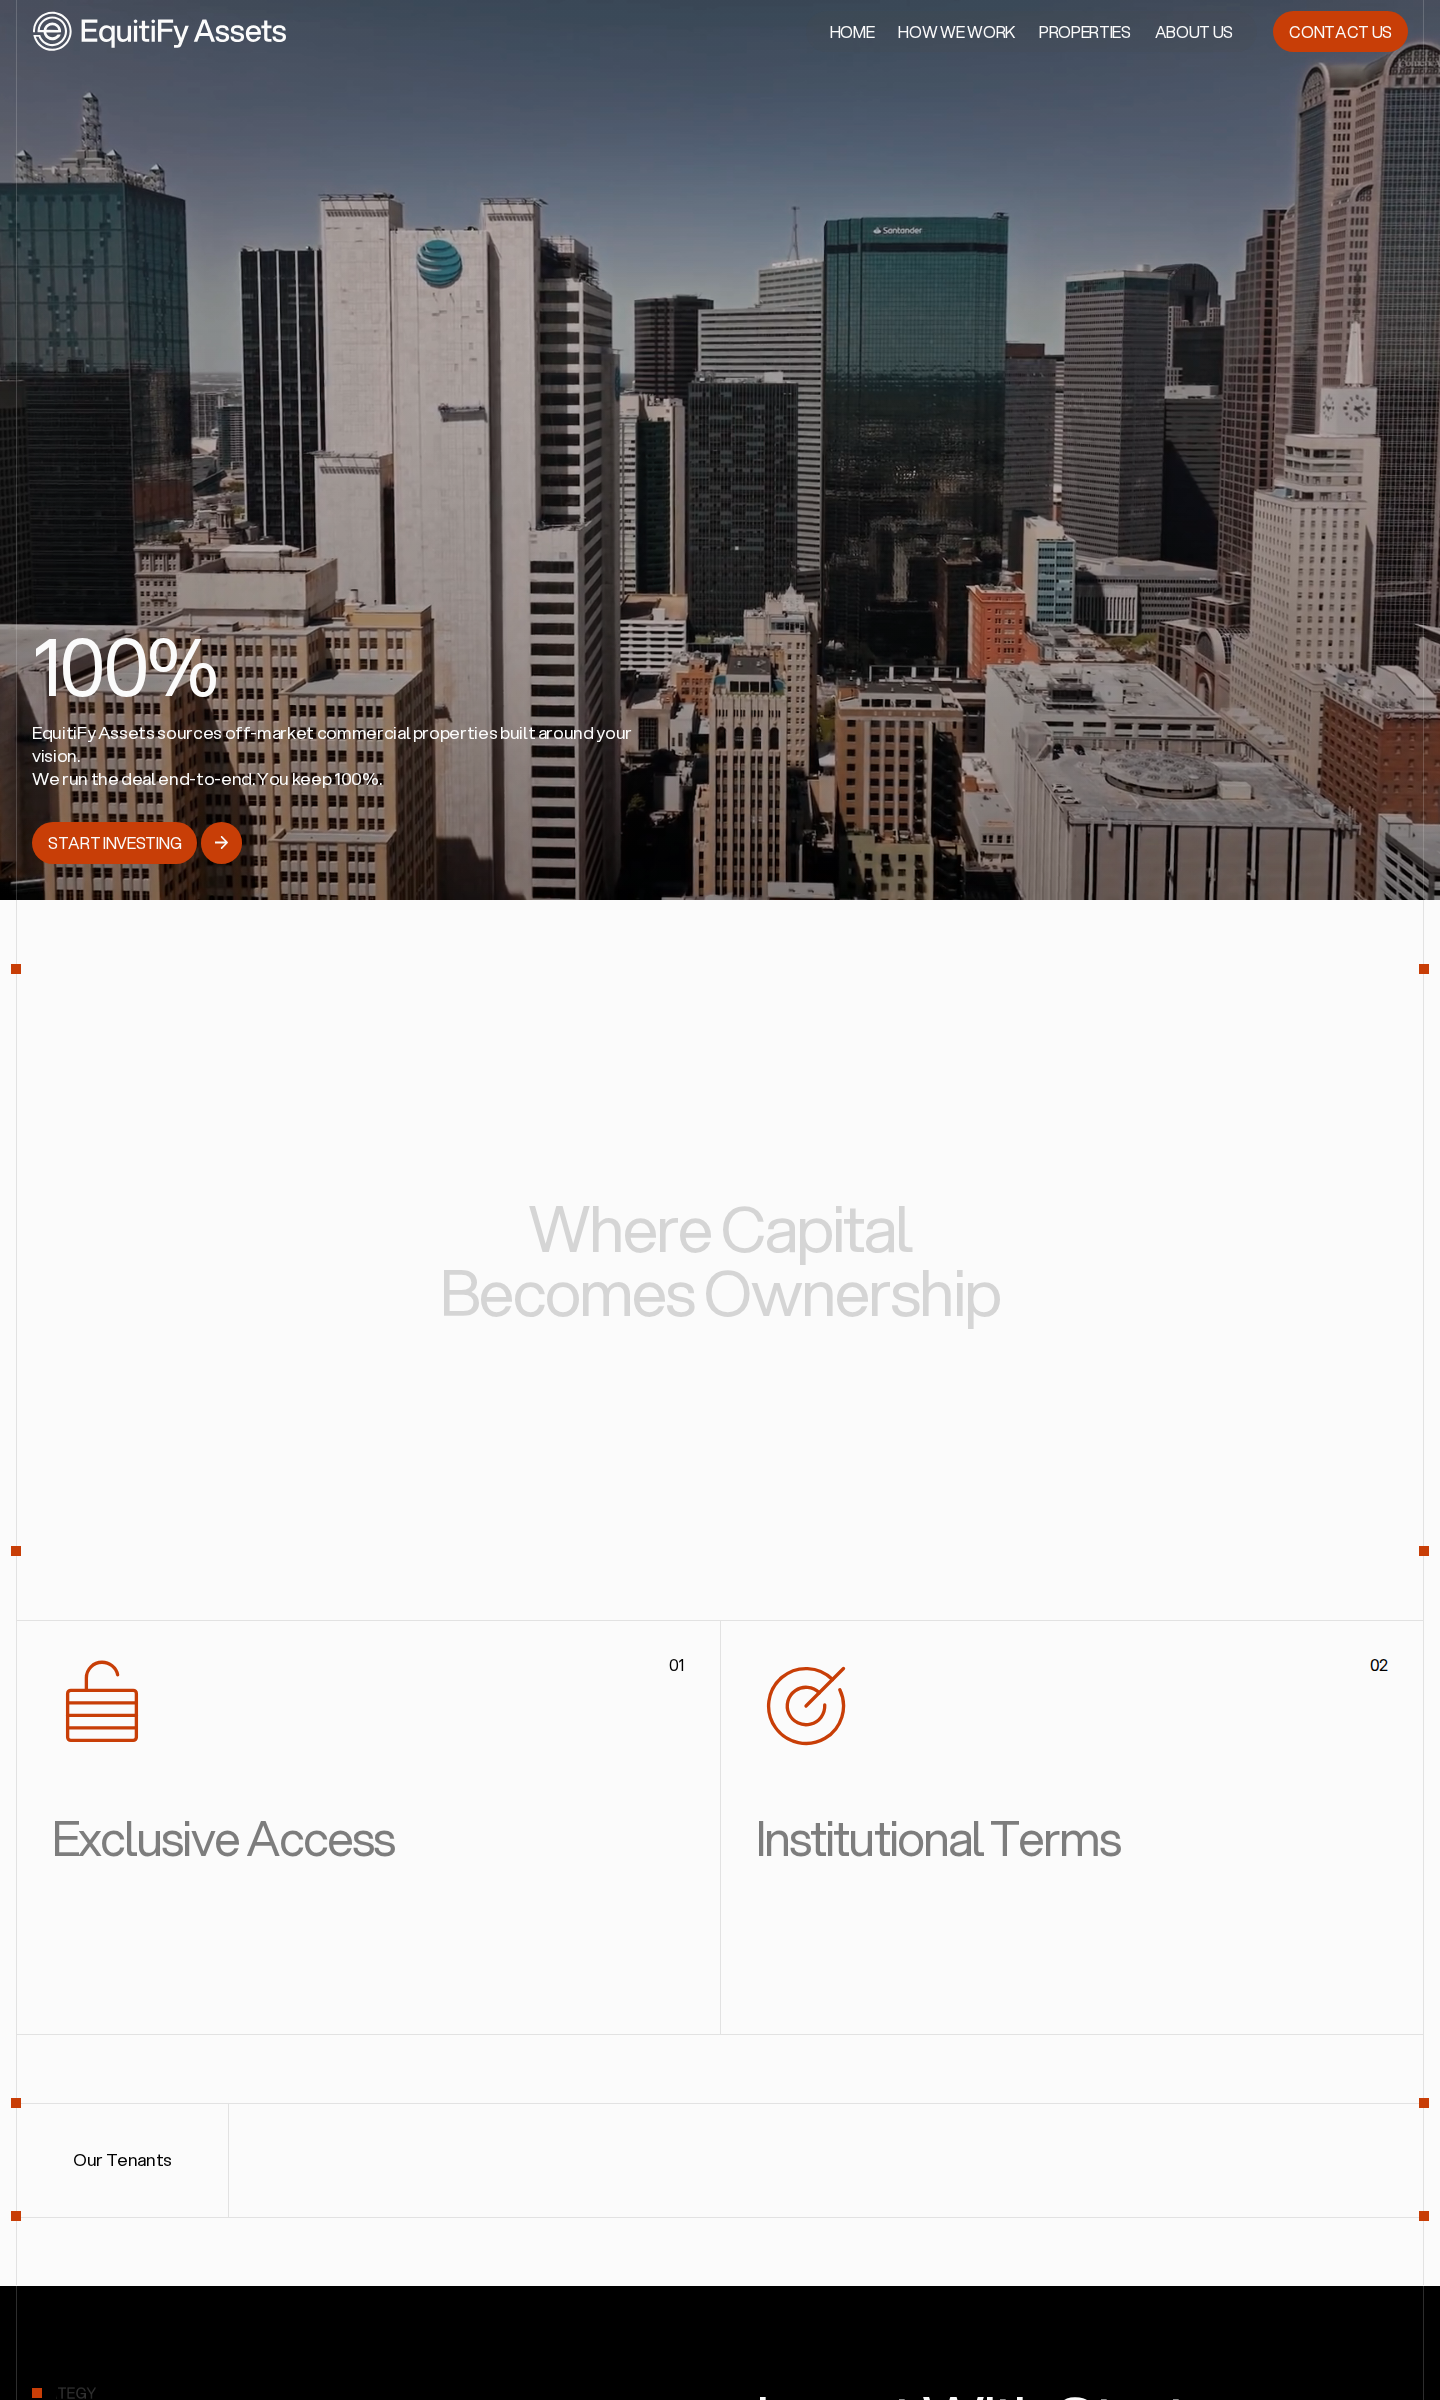 EquitiFy Assets
HOME HOW WE WORK PROPERTIES ABOUT US CONTACT US
Santander
100%
EquitiFy Assets sources off-market commercial properties built around your
vision.
We run the deal end-to-end. You keep 100%.
START INVESTING
Where Capital
Becomes Ownership
01
02
Exclusive Access
Institutional Terms
Our Tenants
TEGY